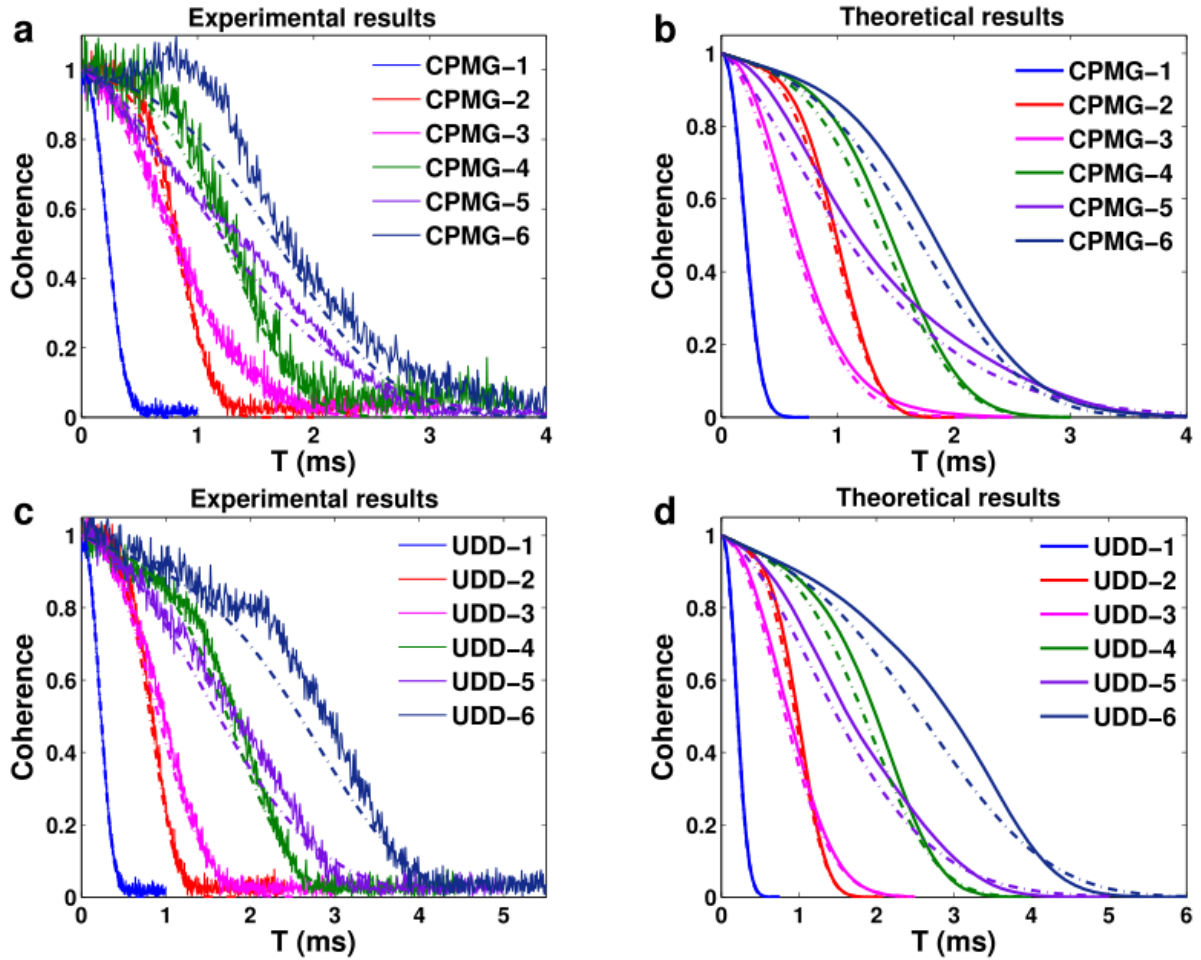 a
Experimental results
1
0.8
0.6
0.4
0.2
0
0 1 2 3 4
Coherence
T (ms)
CPMG−1
CPMG−2
CPMG−3
CPMG−4
CPMG−5
CPMG−6
b
Theoretical results
1
0.8
0.6
0.4
0.2
0
0 1 2 3 4
Coherence
T (ms)
CPMG−1
CPMG−2
CPMG−3
CPMG−4
CPMG−5
CPMG−6
c
Experimental results
1
0.8
0.6
0.4
0.2
0
0 1 2 3 4 5
Coherence
T (ms)
UDD−1
UDD−2
UDD−3
UDD−4
UDD−5
UDD−6
d
Theoretical results
1
0.8
0.6
0.4
0.2
0
0 1 2 3 4 5 6
Coherence
T (ms)
UDD−1
UDD−2
UDD−3
UDD−4
UDD−5
UDD−6